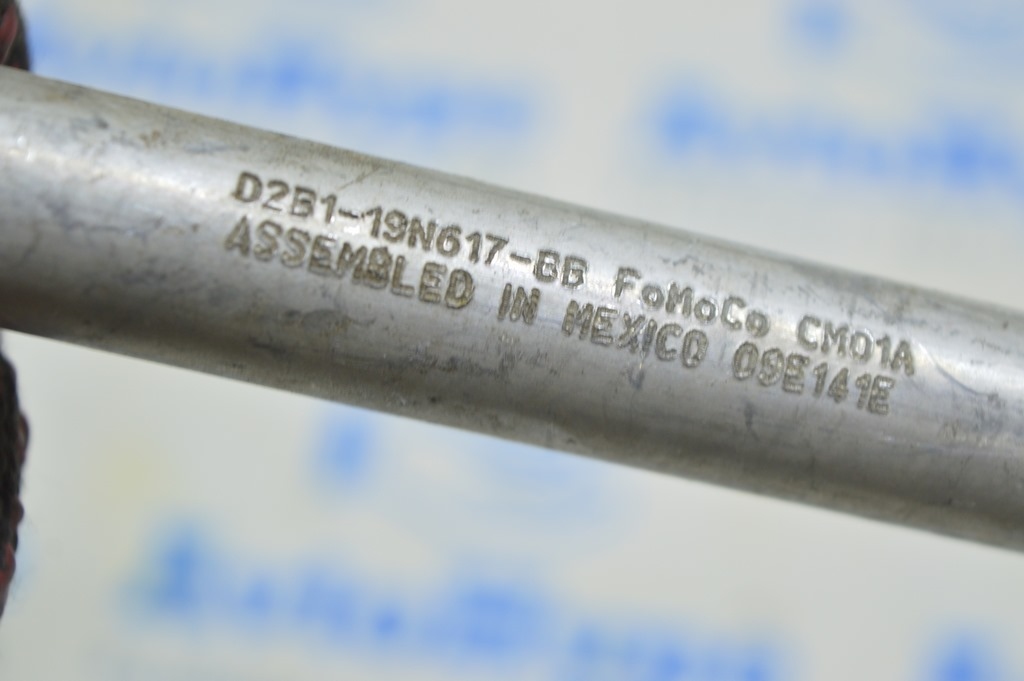 D2B1-19N617-BB FoMoCo CM01A
ASSEMBLED IN MEXICO 09E141E